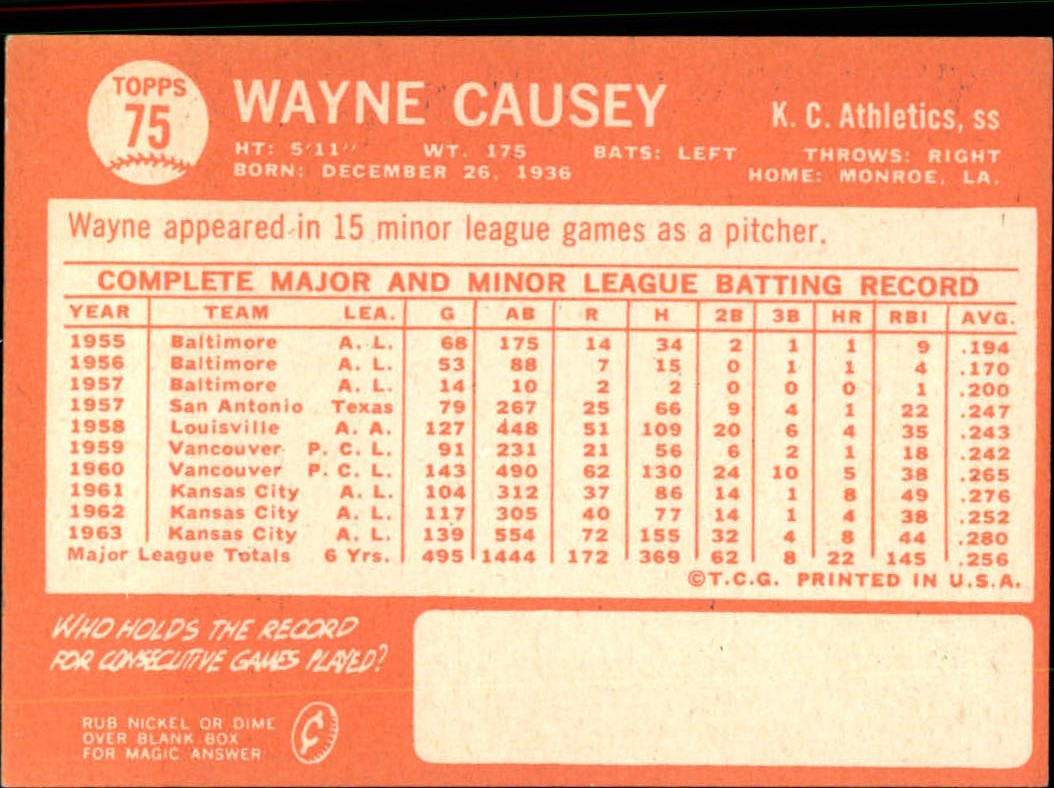 TOPPS
75
WAYNE CAUSEY
K. C. Athletics, ss
HT: 5'11" WT. 175 BATS: LEFT THROWS: RIGHT
BORN: DECEMBER 26, 1936 HOME: MONROE, LA.
Wayne appeared in 15 minor league games as a pitcher.
COMPLETE MAJOR AND MINOR LEAGUE BATTING RECORD
YEAR TEAM LEA. G AB R H 2B 3B HR RBI AVG.
1955 Baltimore A. L. 68 175 14 34 2 1 1 9 .194
1956 Baltimore A. L. 53 88 7 15 0 1 1 4 .170
1957 Baltimore A. L. 14 10 2 2 0 0 0 1 .200
1957 San Antonio Texas 79 267 25 66 9 4 1 22 .247
1958 Louisville A. A. 127 448 51 109 20 6 4 35 .243
1959 Vancouver P. C. L. 91 231 21 56 6 2 1 18 .242
1960 Vancouver P. C. L. 143 490 62 130 24 10 5 38 .265
1961 Kansas City A. L. 104 312 37 86 14 1 8 49 .276
1962 Kansas City A. L. 117 305 40 77 14 1 4 38 .252
1963 Kansas City A. L. 139 554 72 155 32 4 8 44 .280
Major League Totals 6 Yrs. 495 1444 172 369 62 8 22 145 .256
©T.C.G. PRINTED IN U.S.A.
WHO HOLDS THE RECORD
FOR CONSECUTIVE GAMES PLAYED?
RUB NICKEL OR DIME
OVER BLANK BOX
FOR MAGIC ANSWER
¢